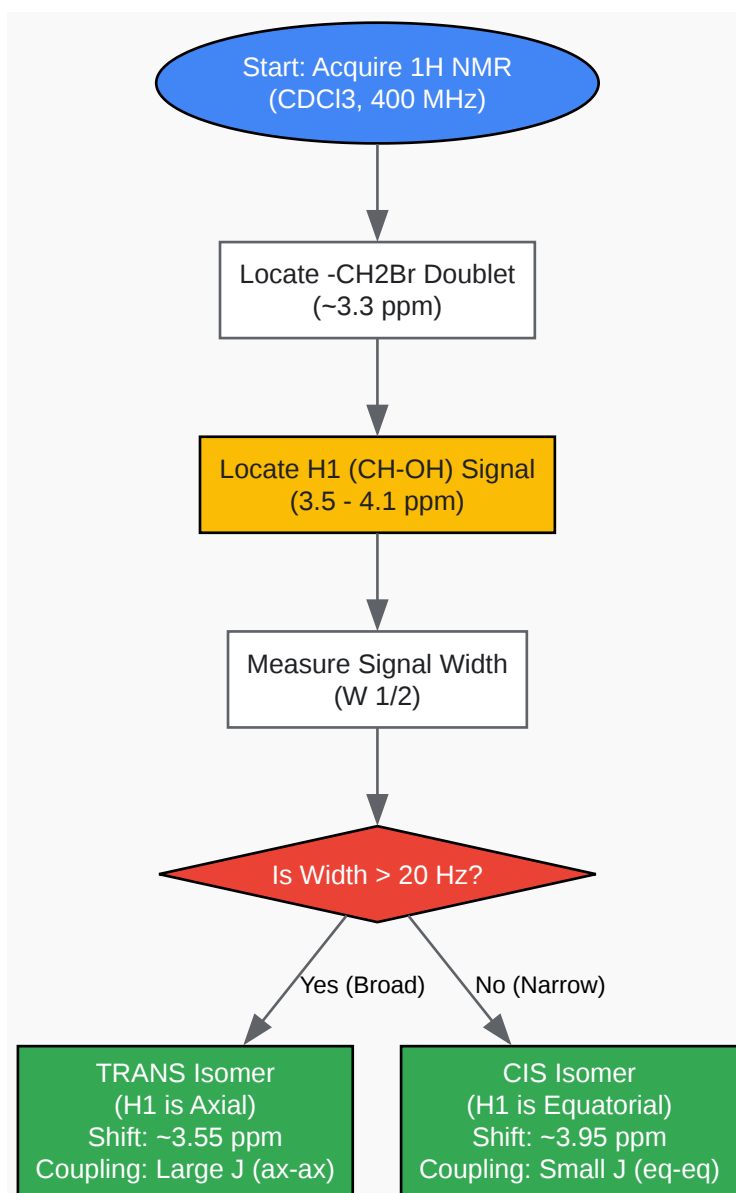 Start: Acquire 1H NMR
(CDCl3, 400 MHz)
Locate -CH2Br Doublet
(~3.3 ppm)
Locate H1 (CH-OH) Signal
(3.5 - 4.1 ppm)
Measure Signal Width
(W 1/2)
Is Width > 20 Hz?
Yes (Broad)
No (Narrow)
TRANS Isomer
(H1 is Axial)
Shift: ~3.55 ppm
Coupling: Large J (ax-ax)
CIS Isomer
(H1 is Equatorial)
Shift: ~3.95 ppm
Coupling: Small J (eq-eq)